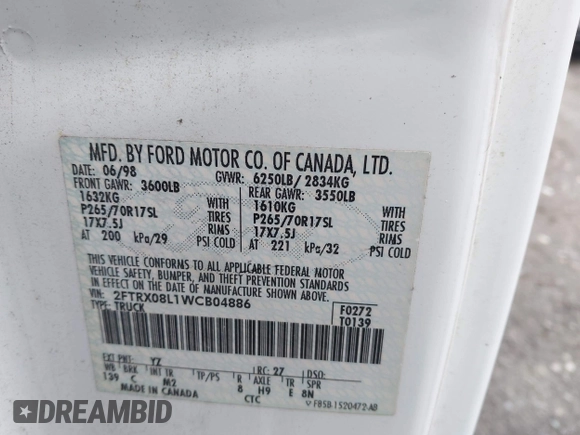 MFD. BY FORD MOTOR CO. OF CANADA, LTD.
DATE: 06/98 GVWR: 6250LB/ 2834KG
FRONT GAWR: 3600LB REAR GAWR: 3550LB
1632KG WITH 1610KG WITH
P265/70R17SL TIRES P265/70R17SL TIRES
17X7.5J RIMS 17X7.5J RIMS
AT 200 kPa/29 PSI COLD AT 221 kPa/32 PSI COLD
THIS VEHICLE CONFORMS TO ALL APPLICABLE FEDERAL MOTOR
VEHICLE SAFETY, BUMPER, AND THEFT PREVENTION STANDARDS
IN EFFECT ON THE DATE OF MANUFACTURE SHOWN ABOVE.
VIN: 2FTRX08L1WCB04886 F0272
TYPE: TRUCK T0139
EXT PNT: YZ RC: 27 DSO:
WB BRK INT TR TP/PS R AXLE TR SPR
139 C M2 8 H9 E 8N
MADE IN CANADA CTC F85B-1520472-AB
DREAMBID